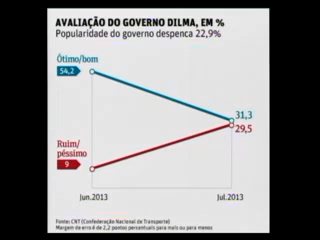 AVALIAÇÃO DO GOVERNO DILMA, EM %
Popularidade do governo despenca 22,9%
Ótimo/bom
54,2
31,3
29,5
Ruim/
péssimo
9
Jun.2013
Jul.2013
Fonte: CNT (Confederação Nacional de Transporte)
Margem de erro é de 2,2 pontos percentuais para mais ou para menos